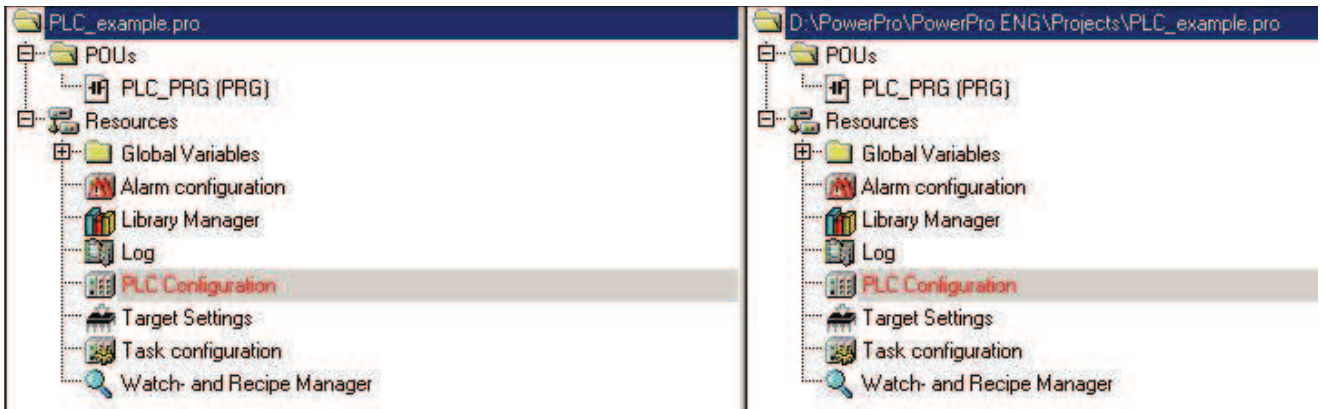 PLC_example.pro
POUs
PLC_PRG (PRG)
Resources
Global Variables
Alarm configuration
Library Manager
Log
PLC Configuration
Target Settings
Task configuration
Watch- and Recipe Manager
D:\PowerPro\PowerPro ENG\Projects\PLC_example.pro
POUs
PLC_PRG (PRG)
Resources
Global Variables
Alarm configuration
Library Manager
Log
PLC Configuration
Target Settings
Task configuration
Watch- and Recipe Manager